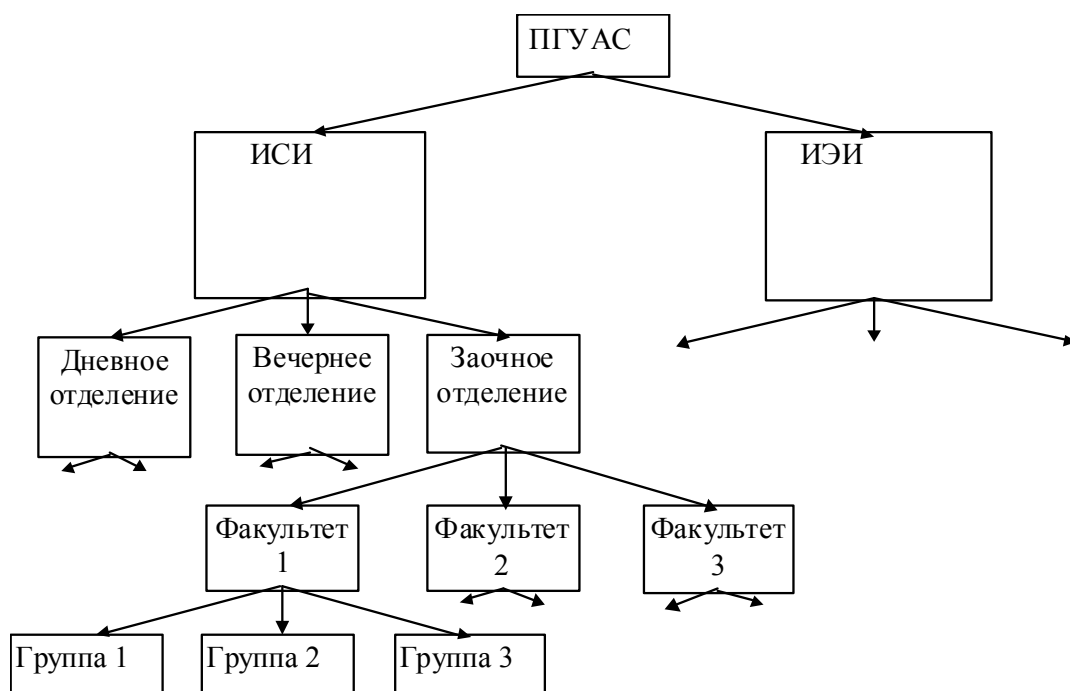 ПГУАС
ИСИ
ИЭИ
Дневное
отделение
Вечернее
отделение
Заочное
отделение
Факультет
1
Факультет
2
Факультет
3
Группа 1
Группа 2
Группа 3